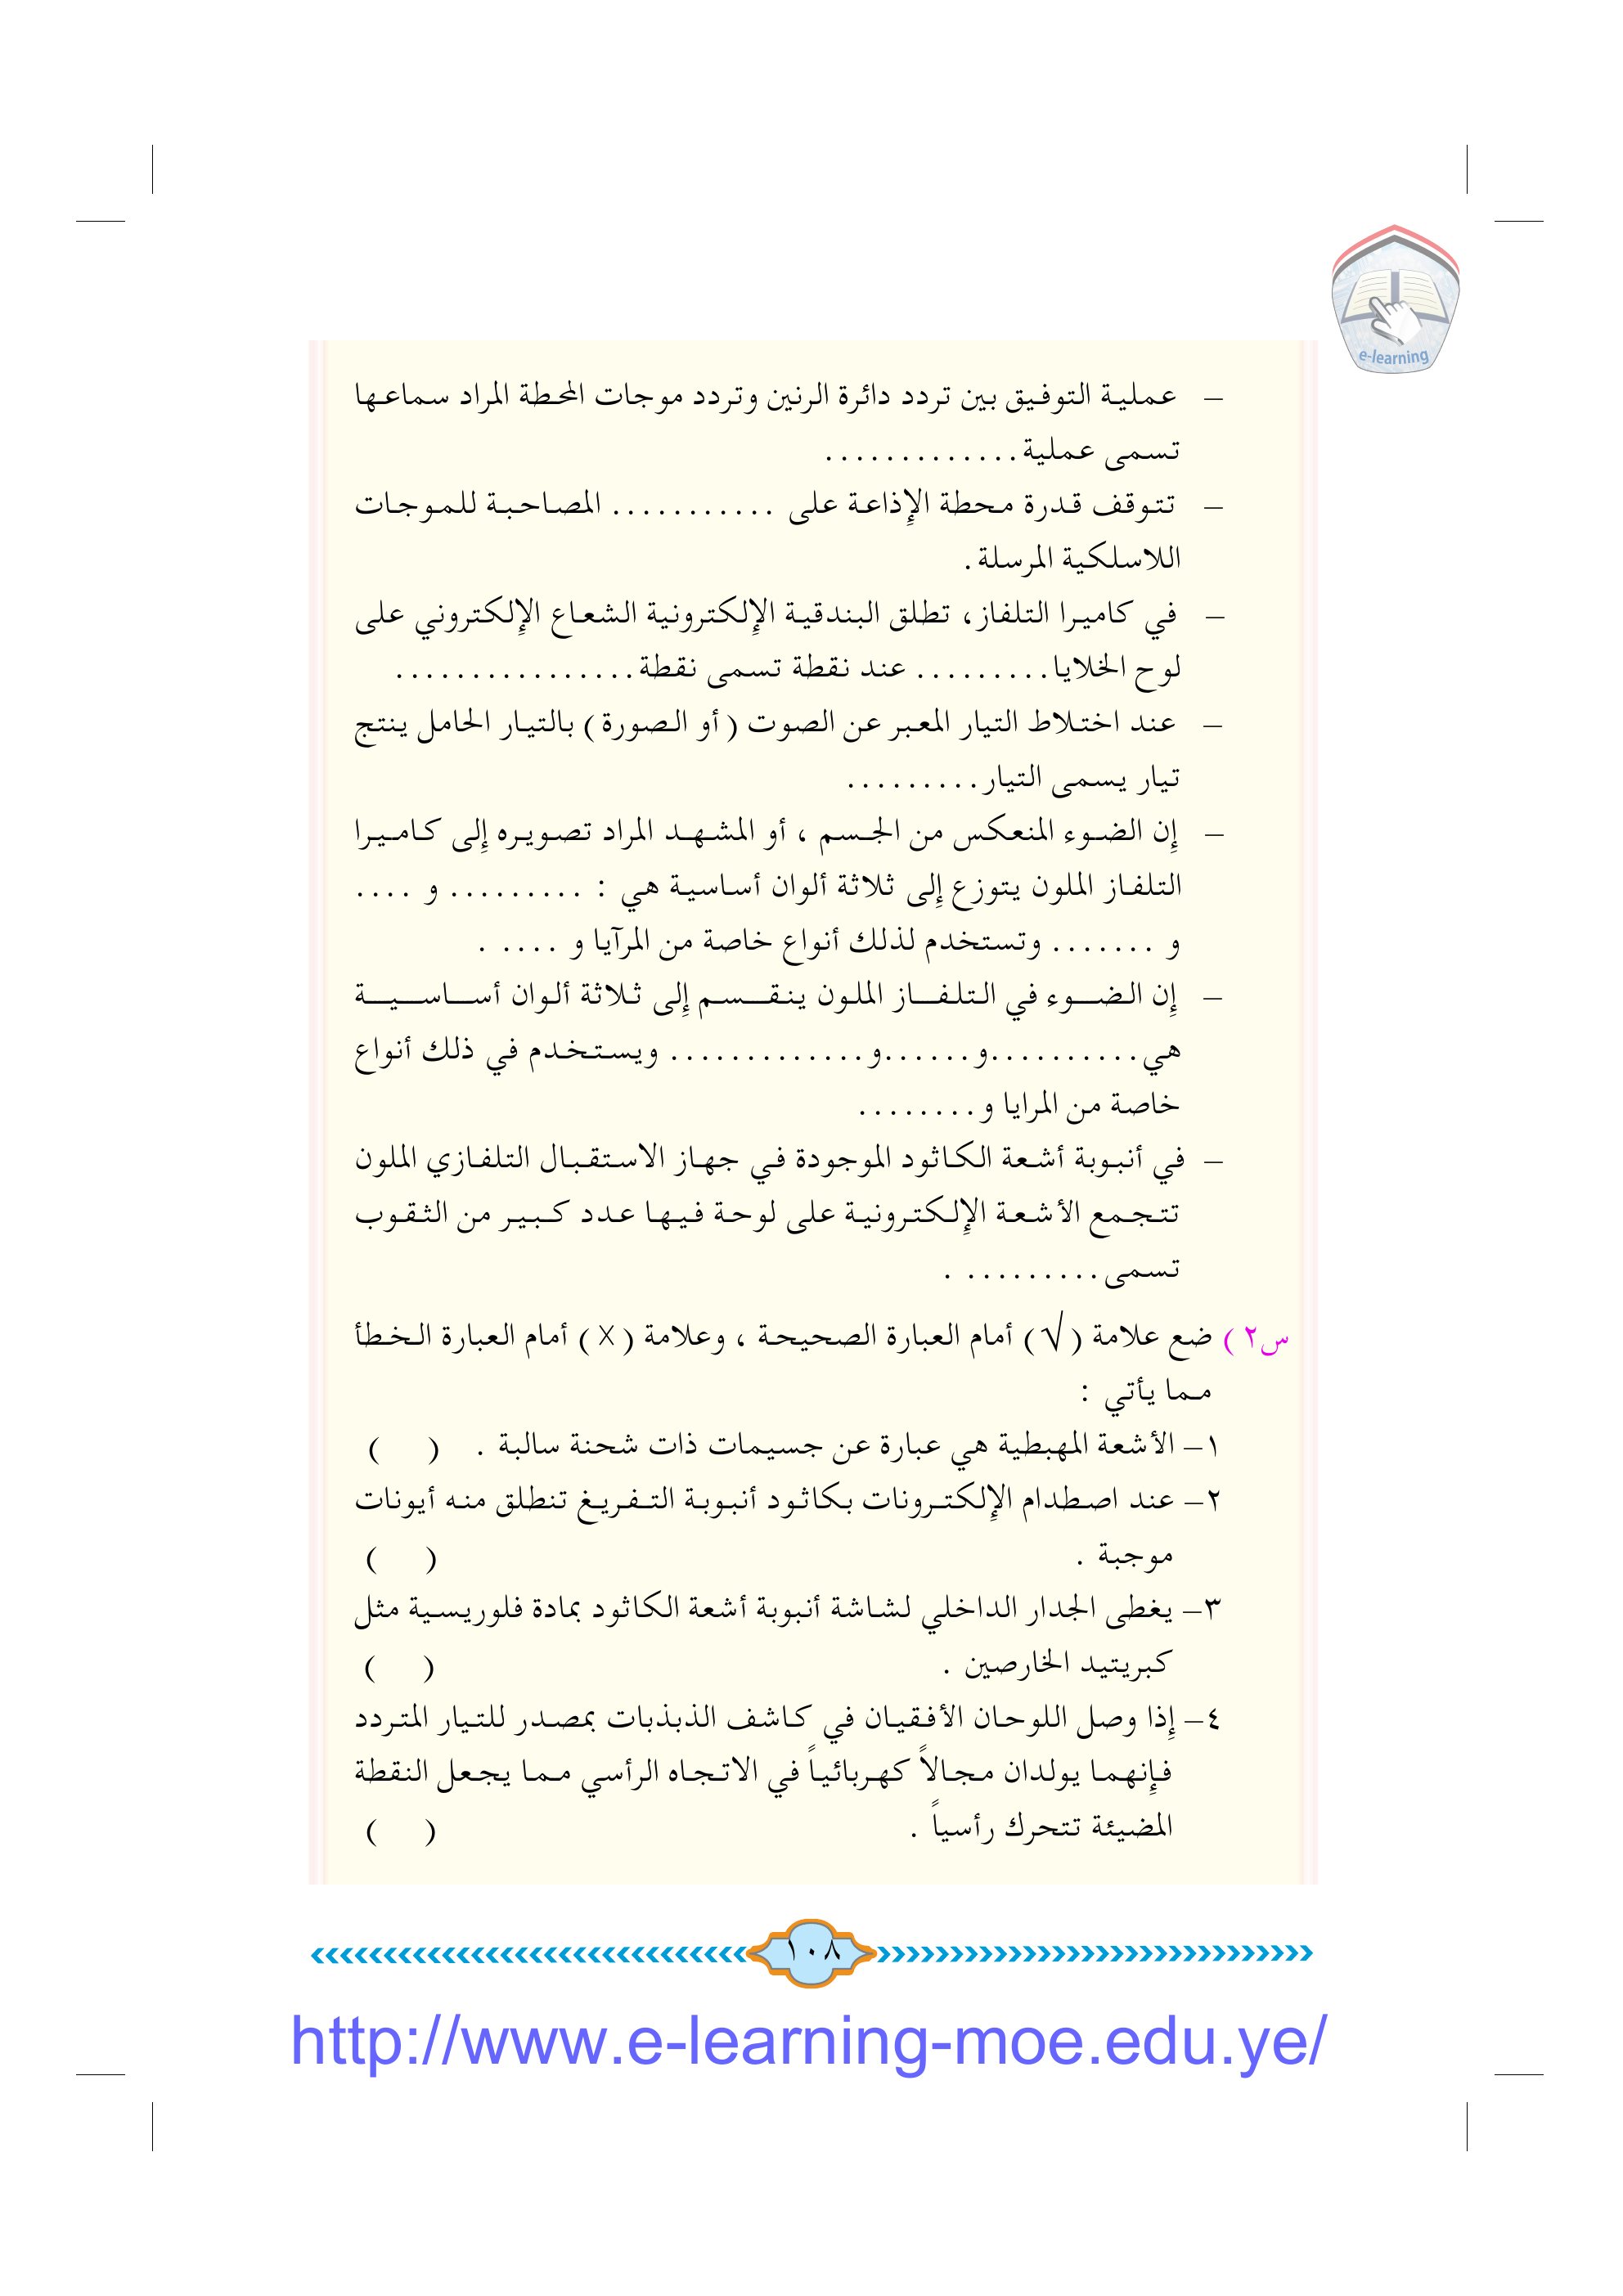 e-learning
– عملية التوفيق بين تردد دائرة الرنين وتردد موجات المحطة المراد سماعها
تسمى عملية.............
– تتوقف قدرة محطة الإذاعة على ........... المصاحبة للموجات
اللاسلكية المرسلة.
– في كاميرا التلفاز، تطلق البندقية الإلكترونية الشعاع الإلكتروني على
لوح الخلايا......... عند نقطة تسمى نقطة................
– عند اختلاط التيار المعبر عن الصوت ( أو الصورة ) بالتيار الحامل ينتج
تيار يسمى التيار.........
– إن الضوء المنعكس من الجسم ، أو المشهد المراد تصويره إلى كاميرا
التلفاز الملون يتوزع إلى ثلاثة ألوان أساسية هي : ......... و ....
و ....... وتستخدم لذلك أنواع خاصة من المرآيا و .... .
– إن الضوء في التلفاز الملون ينقسم إلى ثلاثة ألوان أساسية
هي..........و......و............. ويستخدم في ذلك أنواع
خاصة من المرايا و........
– في أنبوبة أشعة الكاثود الموجودة في جهاز الاستقبال التلفازي الملون
تتجمع الأشعة الإلكترونية على لوحة فيها عدد كبير من الثقوب
تسمى......... .
س٢ ) ضع علامة ( √ ) أمام العبارة الصحيحة ، وعلامة ( X ) أمام العبارة الخطأ
مما يأتي :
١– الأشعة المهبطية هي عبارة عن جسيمات ذات شحنة سالبة . ( )
٢– عند اصطدام الإلكترونات بكاثود أنبوبة التفريغ تنطلق منه أيونات
موجبة . ( )
٣– يغطى الجدار الداخلي لشاشة أنبوبة أشعة الكاثود بمادة فلوريسية مثل
كبريتيد الخارصين . ( )
٤– إذا وصل اللوحان الأفقيان في كاشف الذبذبات بمصدر للتيار المتردد
فإنهما يولدان مجالاً كهربائياً في الاتجاه الرأسي مما يجعل النقطة
المضيئة تتحرك رأسياً . ( )
١٠٨
http://www.e-learning-moe.edu.ye/